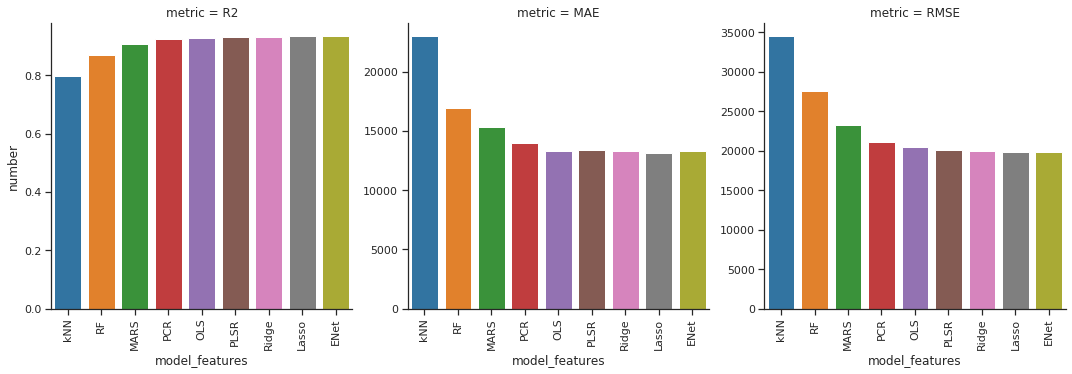 metric = R2
number
0.8
0.6
0.4
0.2
0.0
kNN
RF
MARS
PCR
OLS
PLSR
Ridge
Lasso
ENet
model_features
metric = MAE
20000
15000
10000
5000
0
kNN
RF
MARS
PCR
OLS
PLSR
Ridge
Lasso
ENet
model_features
metric = RMSE
35000
30000
25000
20000
15000
10000
5000
0
kNN
RF
MARS
PCR
OLS
PLSR
Ridge
Lasso
ENet
model_features